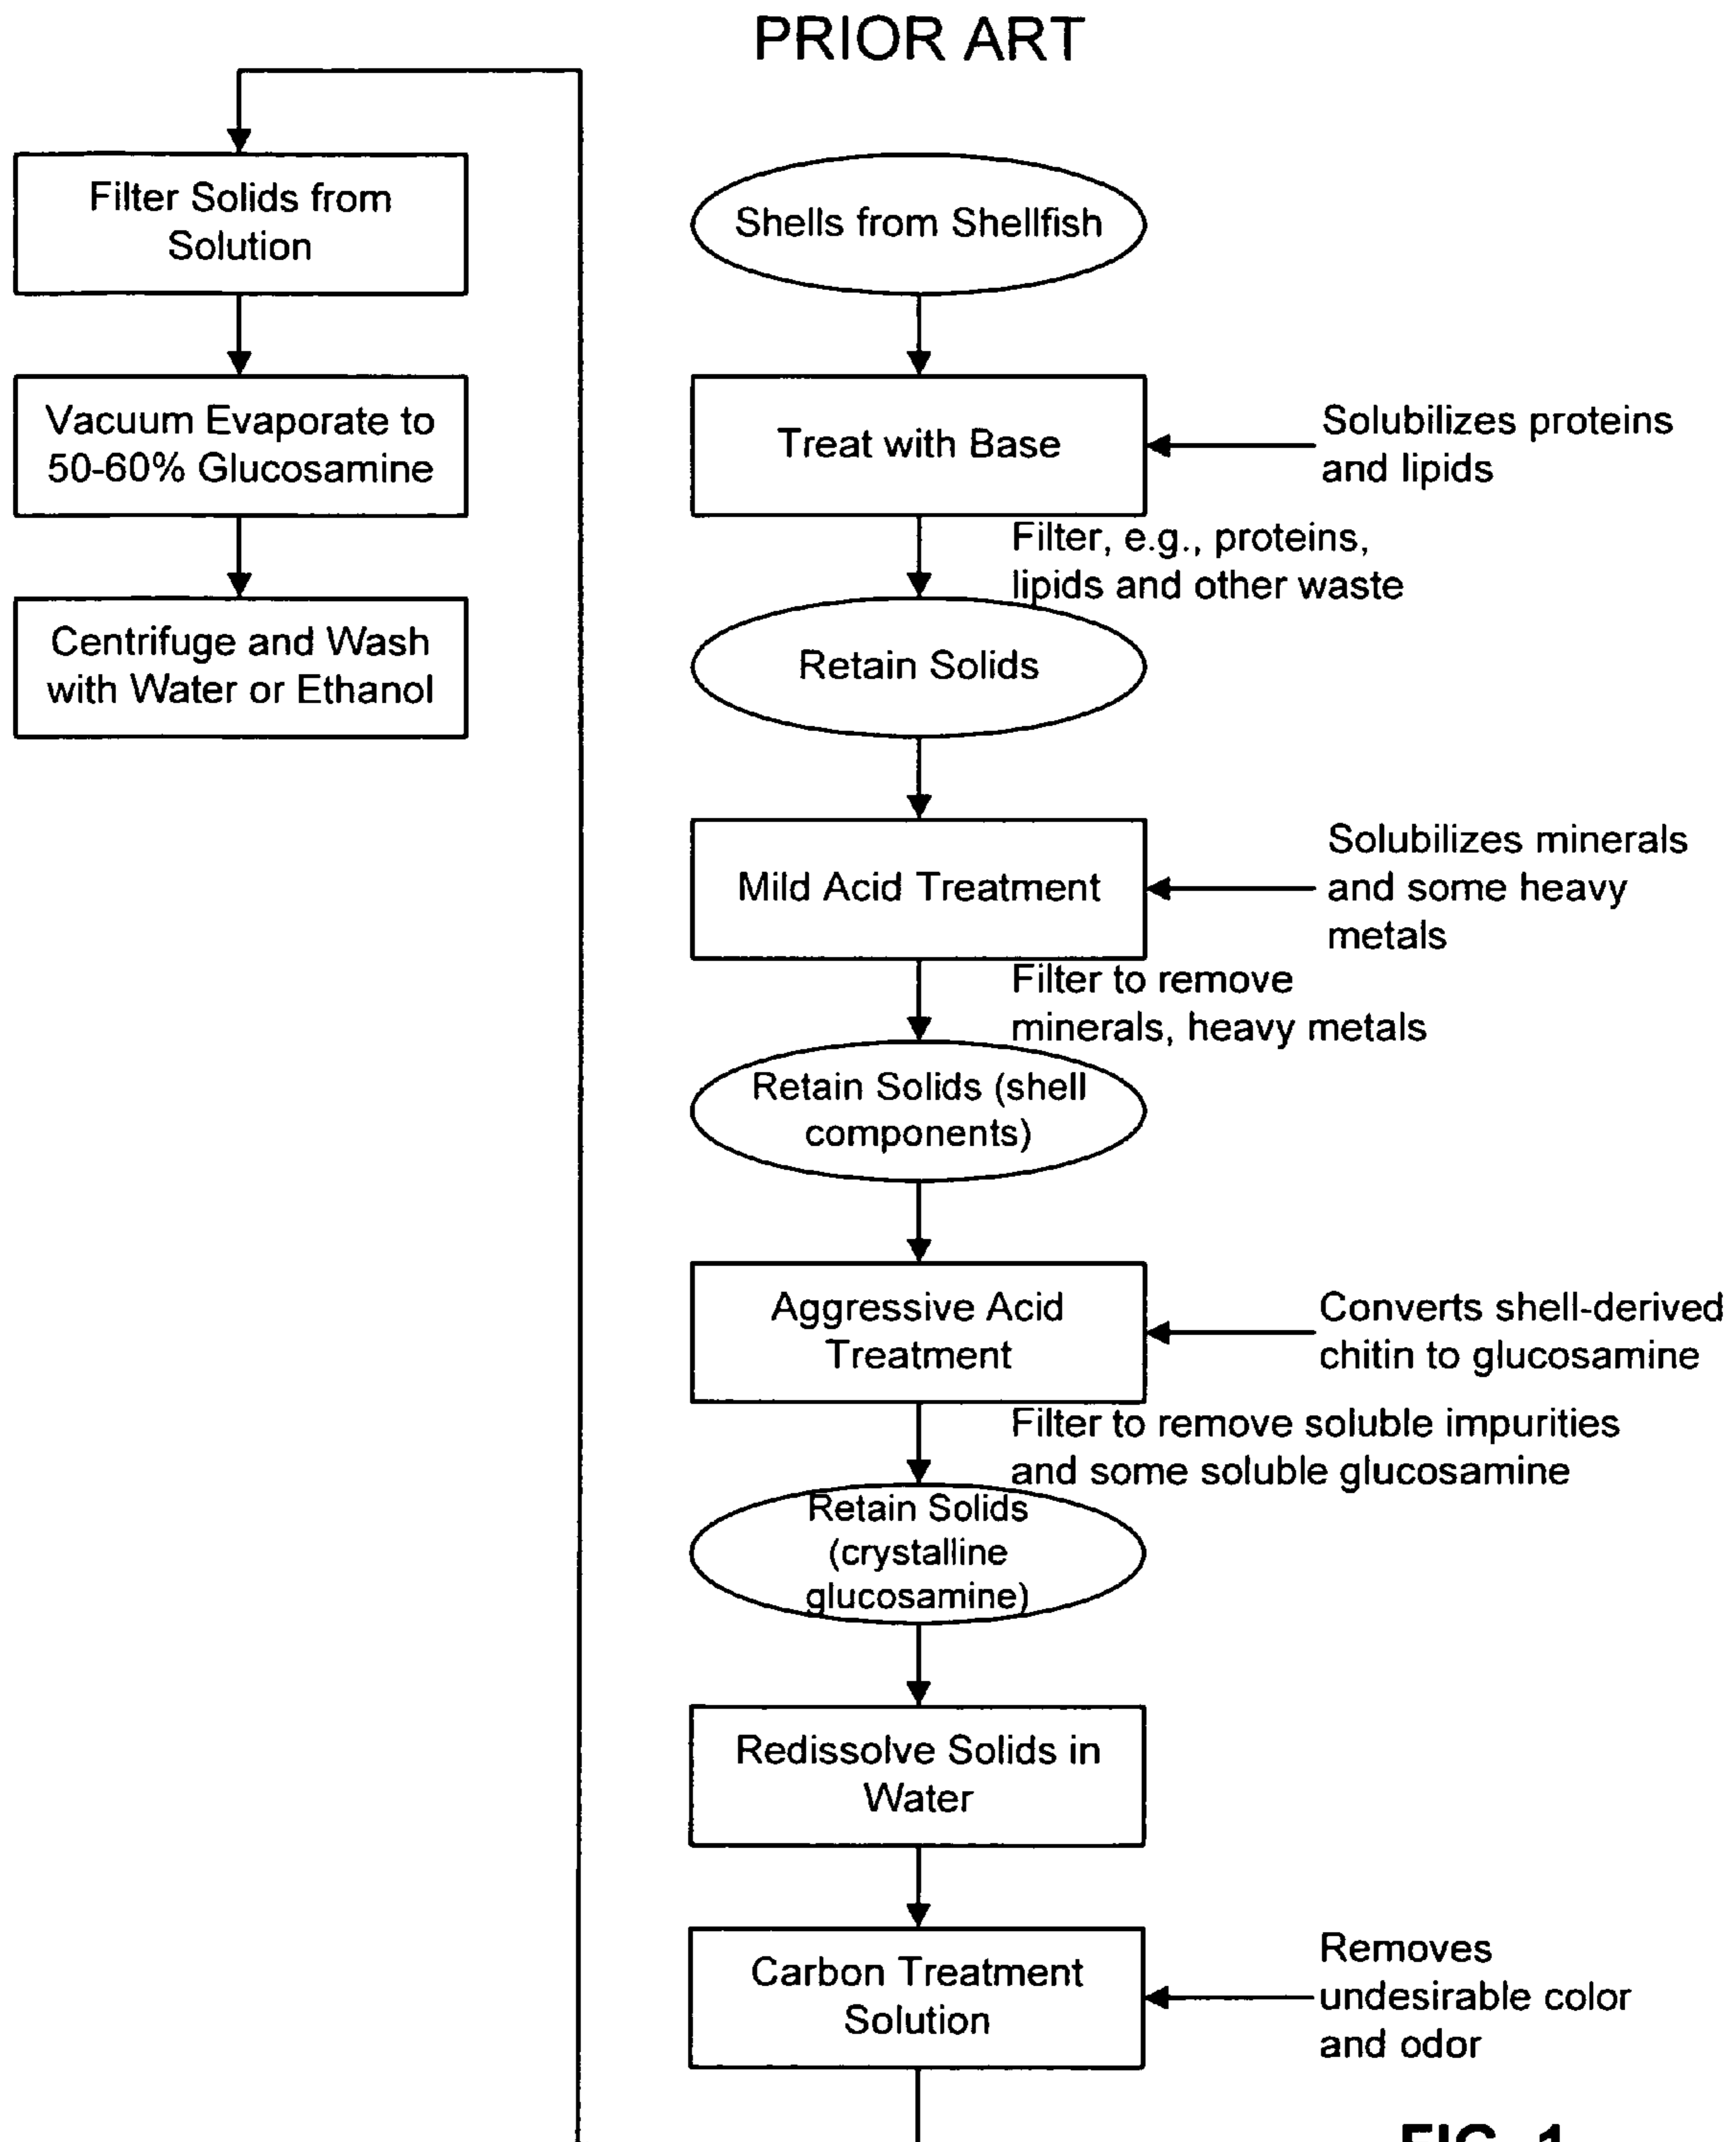 PRIOR ART
Shells from Shellfish
Treat with Base
Solubilizes proteins
and lipids
Filter, e.g., proteins,
lipids and other waste
Retain Solids
Mild Acid Treatment
Solubilizes minerals
and some heavy
metals
Filter to remove
minerals, heavy metals
Retain Solids (shell
components)
Aggressive Acid
Treatment
Converts shell-derived
chitin to glucosamine
Filter to remove soluble impurities
and some soluble glucosamine
Retain Solids
(crystalline
glucosamine)
Redissolve Solids in
Water
Carbon Treatment
Solution
Removes
undesirable color
and odor
Filter Solids from
Solution
Vacuum Evaporate to
50-60% Glucosamine
Centrifuge and Wash
with Water or Ethanol
FIG. 1